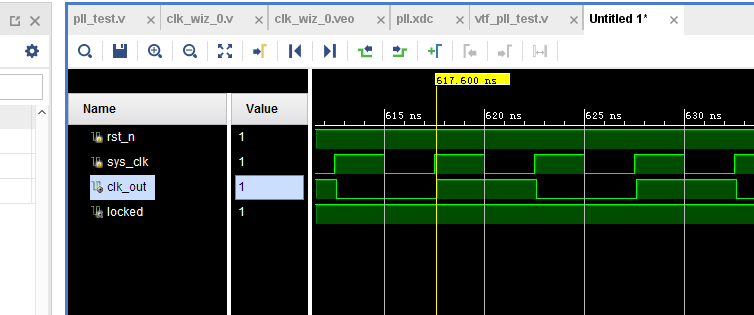 pll_test.v clk_wiz_0.v clk_wiz_0.veo pll.xdc vtf_pll_test.v Untitled 1*
617.600 ns
Name Value
615 ns 620 ns 625 ns 630 ns
rst_n 1
sys_clk 1
clk_out 1
locked 1